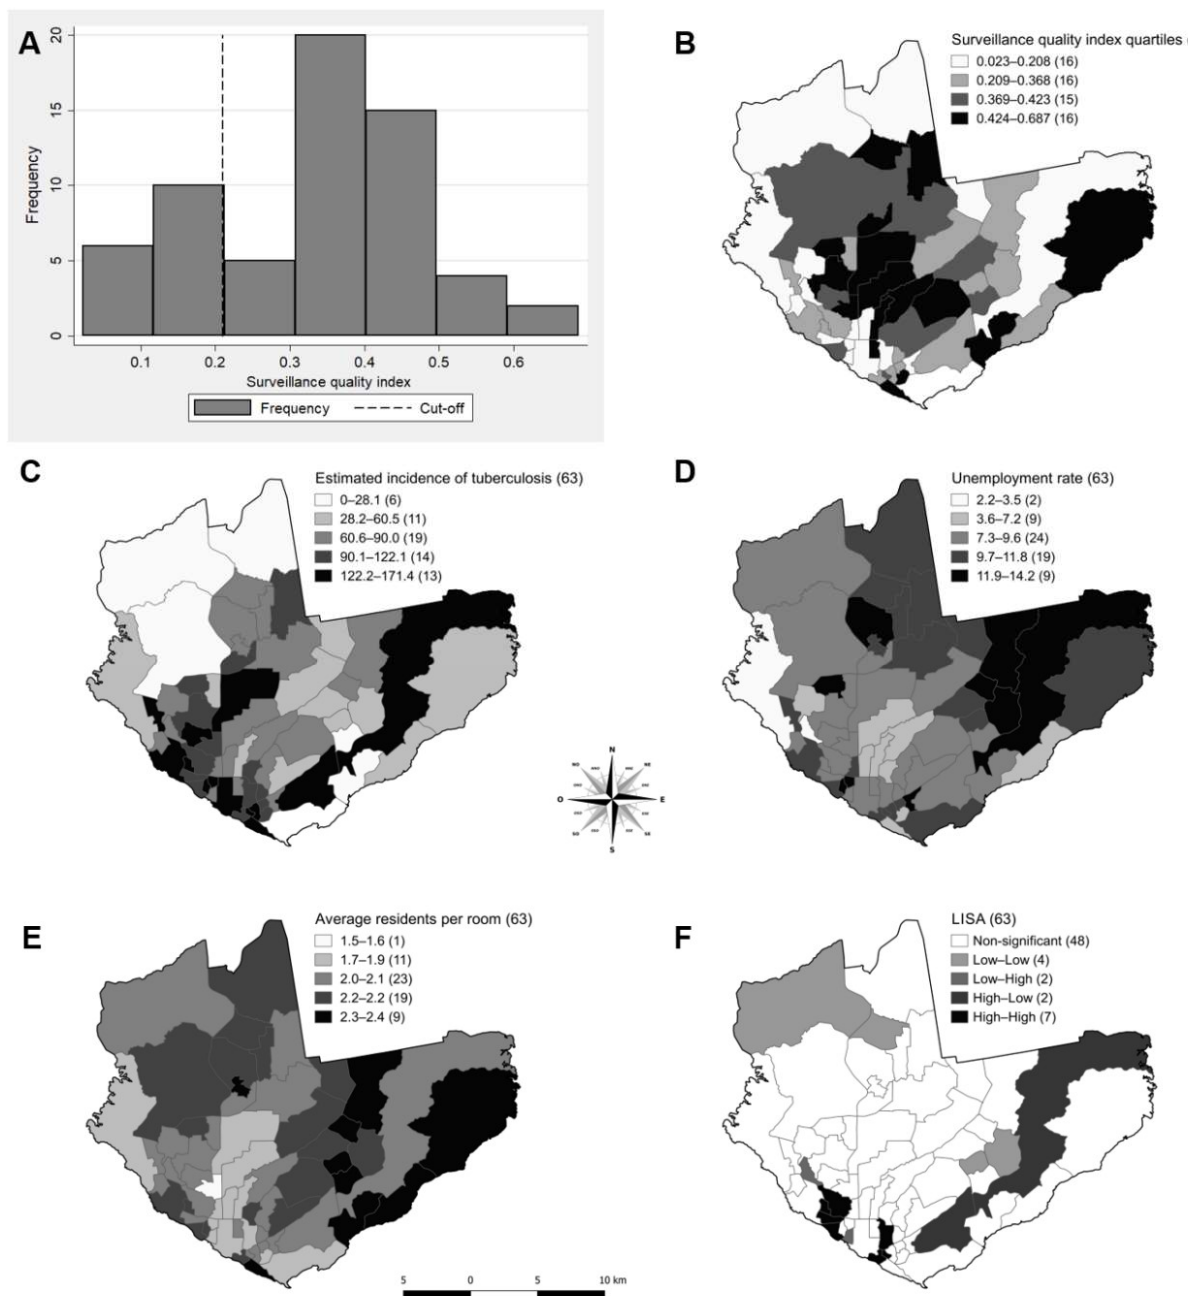 A
20
15
10
5
0
Frequency
0.1 0.2 0.3 0.4 0.5 0.6
Surveillance quality index
Frequency Cut-off
B
Surveillance quality index quartiles (
0.023–0.208 (16)
0.209–0.368 (16)
0.369–0.423 (15)
0.424–0.687 (16)
C
Estimated incidence of tuberculosis (63)
0–28.1 (6)
28.2–60.5 (11)
60.6–90.0 (19)
90.1–122.1 (14)
122.2–171.4 (13)
D
Unemployment rate (63)
2.2–3.5 (2)
3.6–7.2 (9)
7.3–9.6 (24)
9.7–11.8 (19)
11.9–14.2 (9)
N
NO NE
O E
SO SE
S
E
Average residents per room (63)
1.5–1.6 (1)
1.7–1.9 (11)
2.0–2.1 (23)
2.2–2.2 (19)
2.3–2.4 (9)
5 0 5 10 km
F
LISA (63)
Non-significant (48)
Low–Low (4)
Low–High (2)
High–Low (2)
High–High (7)